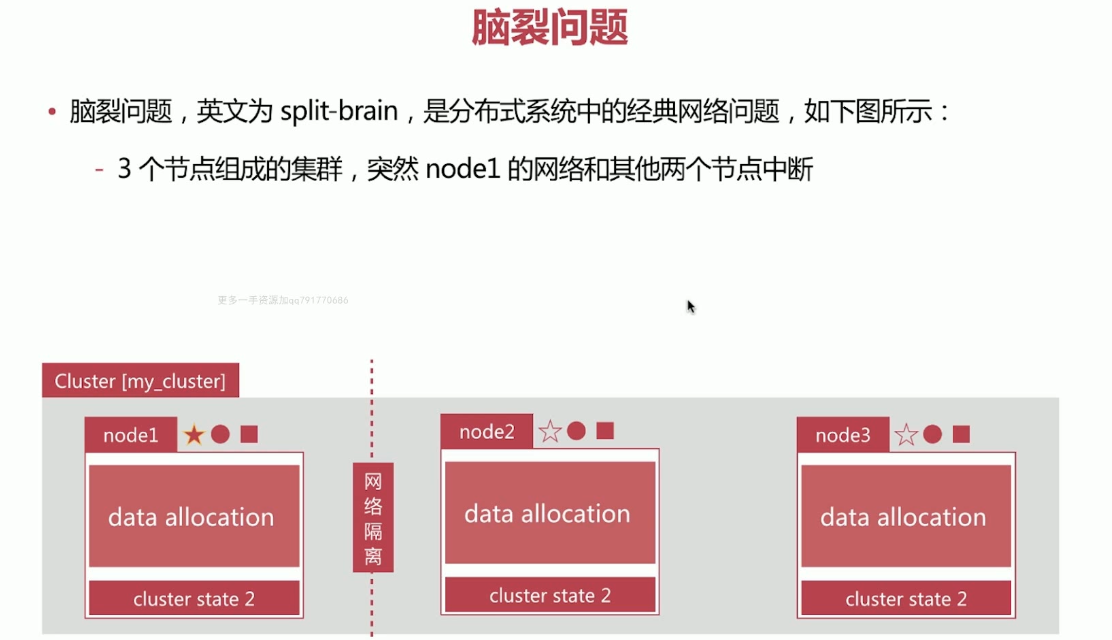 脑裂问题
• 脑裂问题，英文为 split-brain，是分布式系统中的经典网络问题，如下图所示：
- 3 个节点组成的集群，突然 node1 的网络和其他两个节点中断
更多一手资源加qq791770686
Cluster [my_cluster]
node1
node2
node3
网络隔离
data allocation
data allocation
data allocation
cluster state 2
cluster state 2
cluster state 2